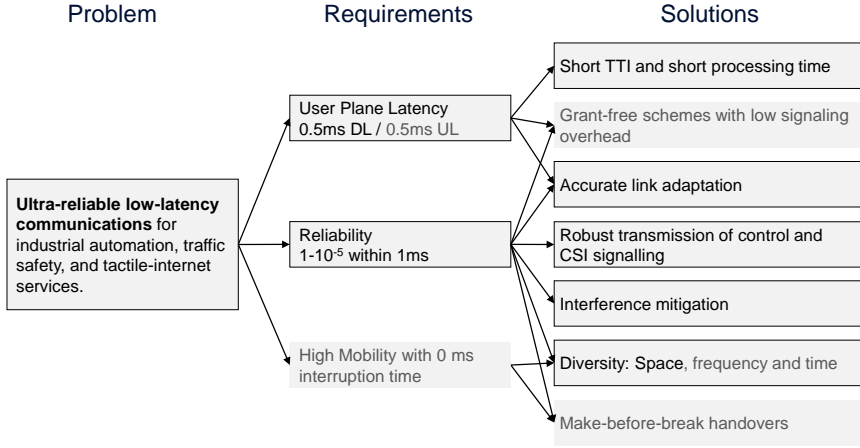 Problem
Requirements
Solutions
Ultra-reliable low-latency
communications for
industrial automation, traffic
safety, and tactile-internet
services.
User Plane Latency
0.5ms DL / 0.5ms UL
Reliability
1-10⁻⁵ within 1ms
High Mobility with 0 ms
interruption time
Short TTI and short processing time
Grant-free schemes with low signaling
overhead
Accurate link adaptation
Robust transmission of control and
CSI signalling
Interference mitigation
Diversity: Space, frequency and time
Make-before-break handovers